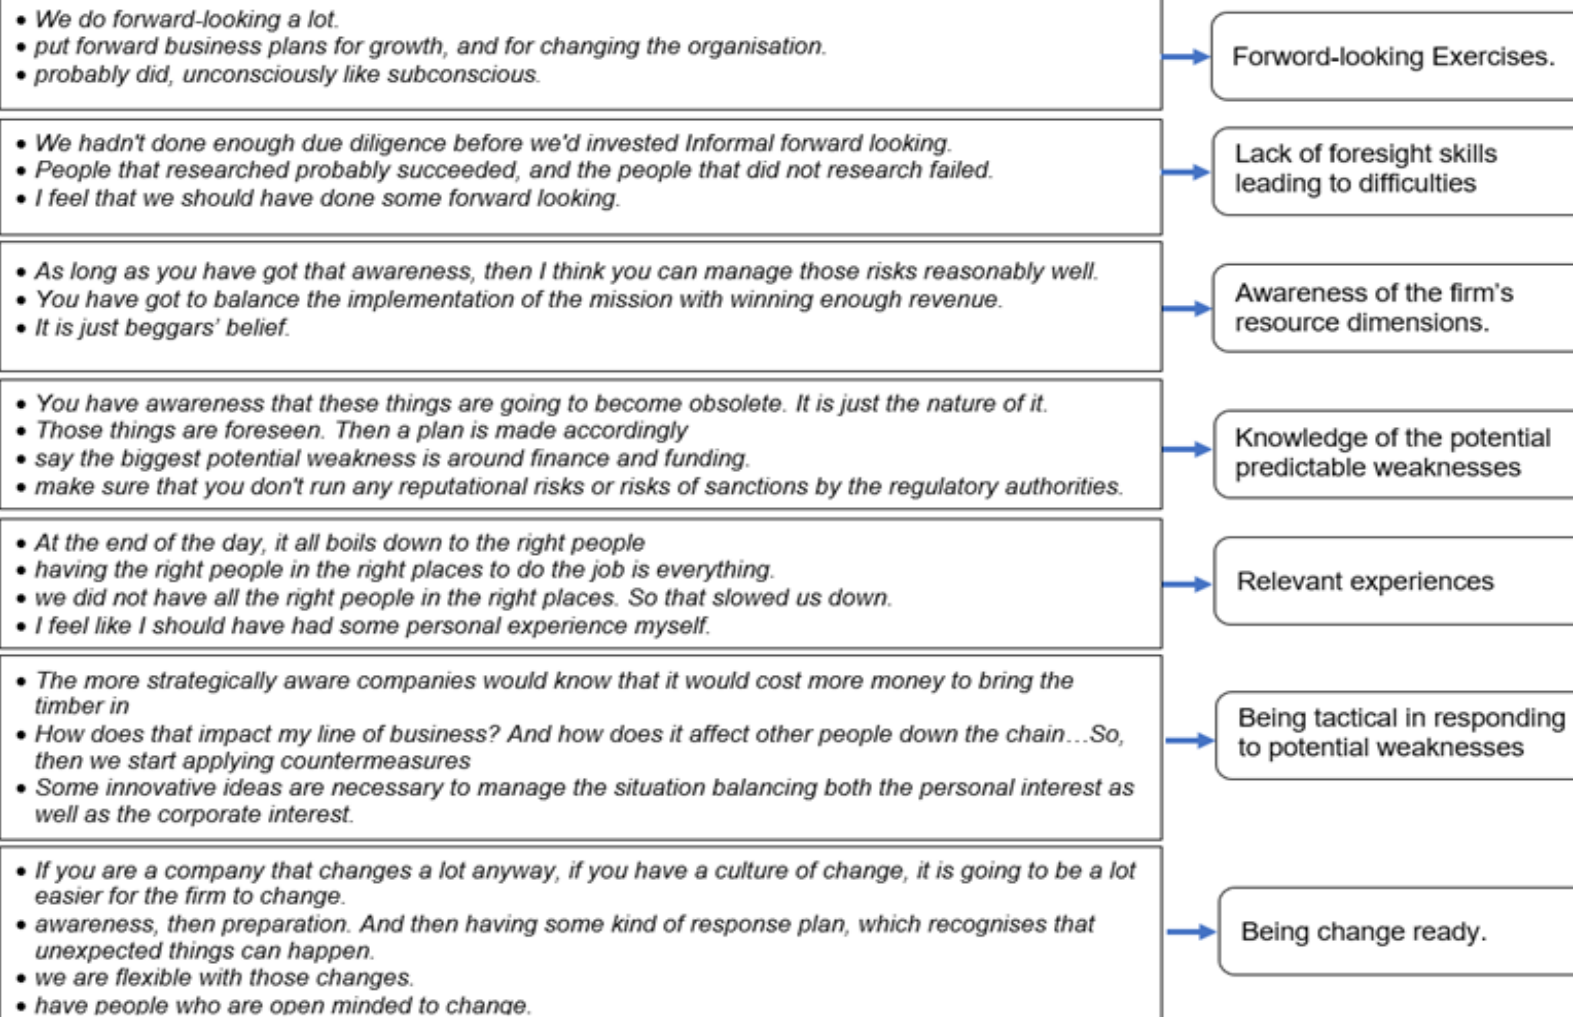 • We do forward-looking a lot.
• put forward business plans for growth, and for changing the organisation.
• probably did, unconsciously like subconscious.
Forword-looking Exercises.
• We hadn't done enough due diligence before we'd invested Informal forward looking.
• People that researched probably succeeded, and the people that did not research failed.
• I feel that we should have done some forward looking.
Lack of foresight skills
leading to difficulties
• As long as you have got that awareness, then I think you can manage those risks reasonably well.
• You have got to balance the implementation of the mission with winning enough revenue.
• It is just beggars’ belief.
Awareness of the firm’s
resource dimensions.
• You have awareness that these things are going to become obsolete. It is just the nature of it.
• Those things are foreseen. Then a plan is made accordingly
• say the biggest potential weakness is around finance and funding.
• make sure that you don't run any reputational risks or risks of sanctions by the regulatory authorities.
Knowledge of the potential
predictable weaknesses
• At the end of the day, it all boils down to the right people
• having the right people in the right places to do the job is everything.
• we did not have all the right people in the right places. So that slowed us down.
• I feel like I should have had some personal experience myself.
Relevant experiences
• The more strategically aware companies would know that it would cost more money to bring the
timber in
• How does that impact my line of business? And how does it affect other people down the chain…So,
then we start applying countermeasures
• Some innovative ideas are necessary to manage the situation balancing both the personal interest as
well as the corporate interest.
Being tactical in responding
to potential weaknesses
• If you are a company that changes a lot anyway, if you have a culture of change, it is going to be a lot
easier for the firm to change.
• awareness, then preparation. And then having some kind of response plan, which recognises that
unexpected things can happen.
• we are flexible with those changes.
• have people who are open minded to change.
Being change ready.